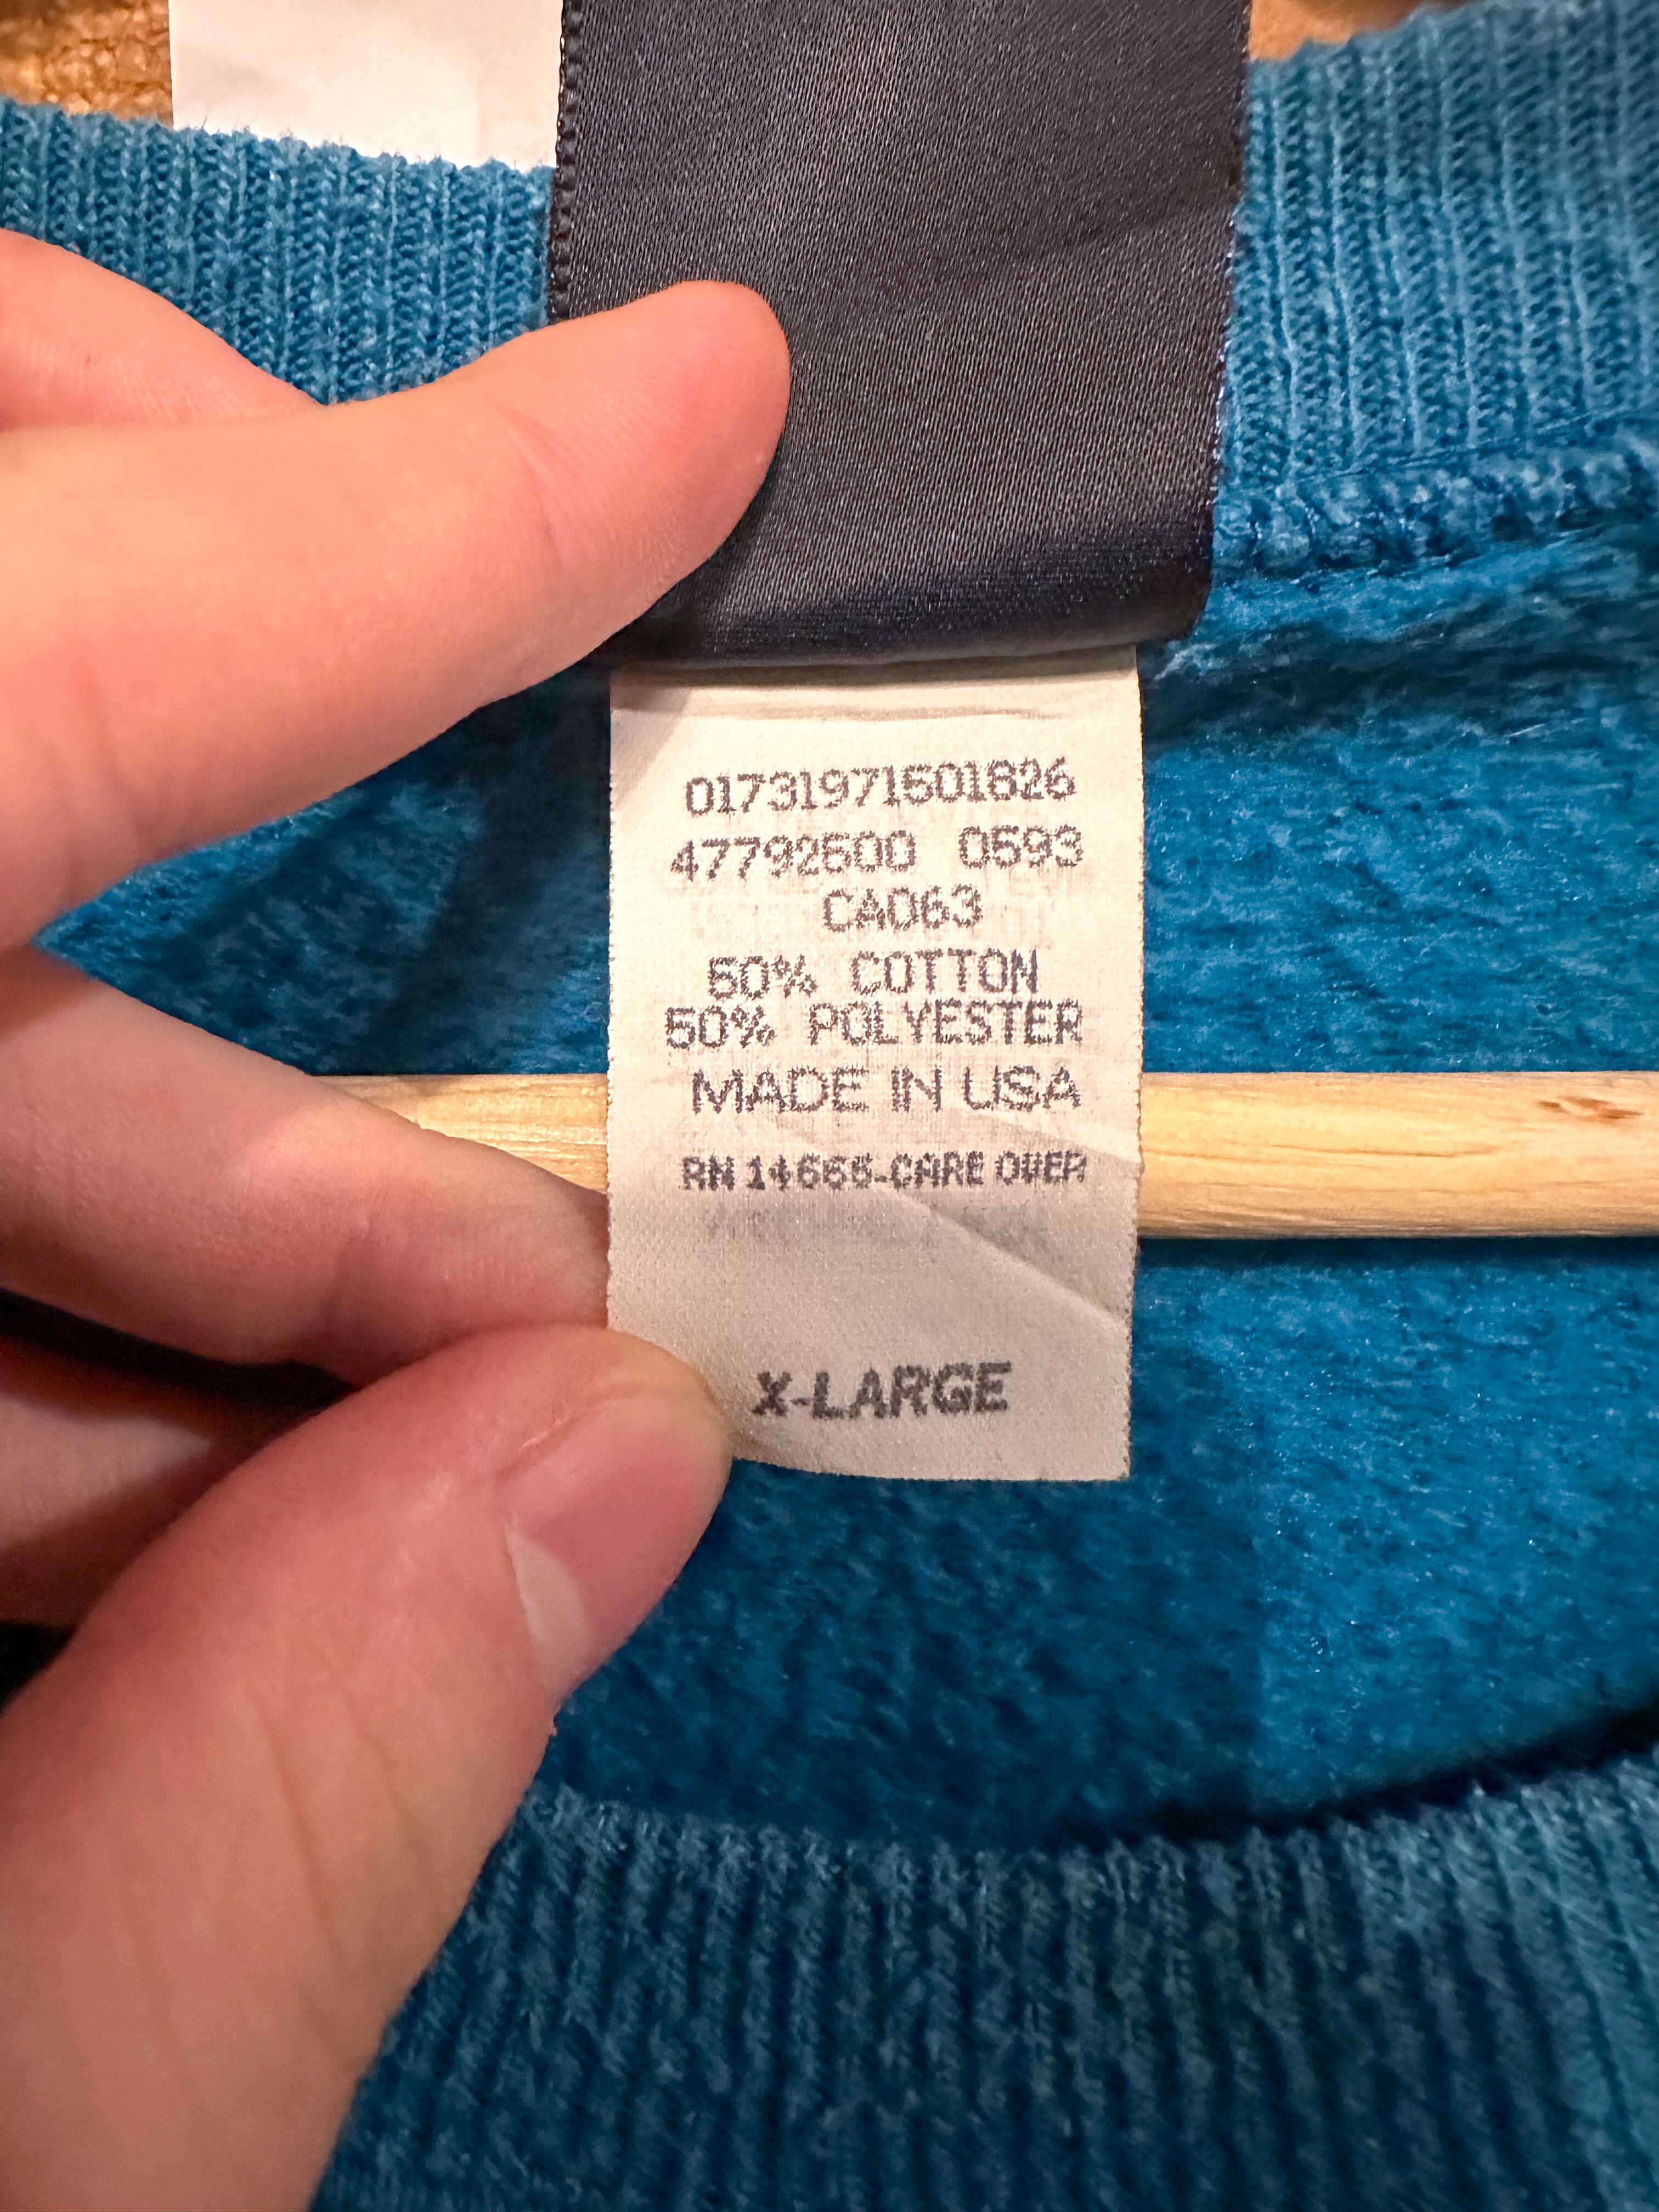 01731971501826
47792600 0593
CA063
50% COTTON
50% POLYESTER
MADE IN USA
RN 14666-CARE OVER
X-LARGE